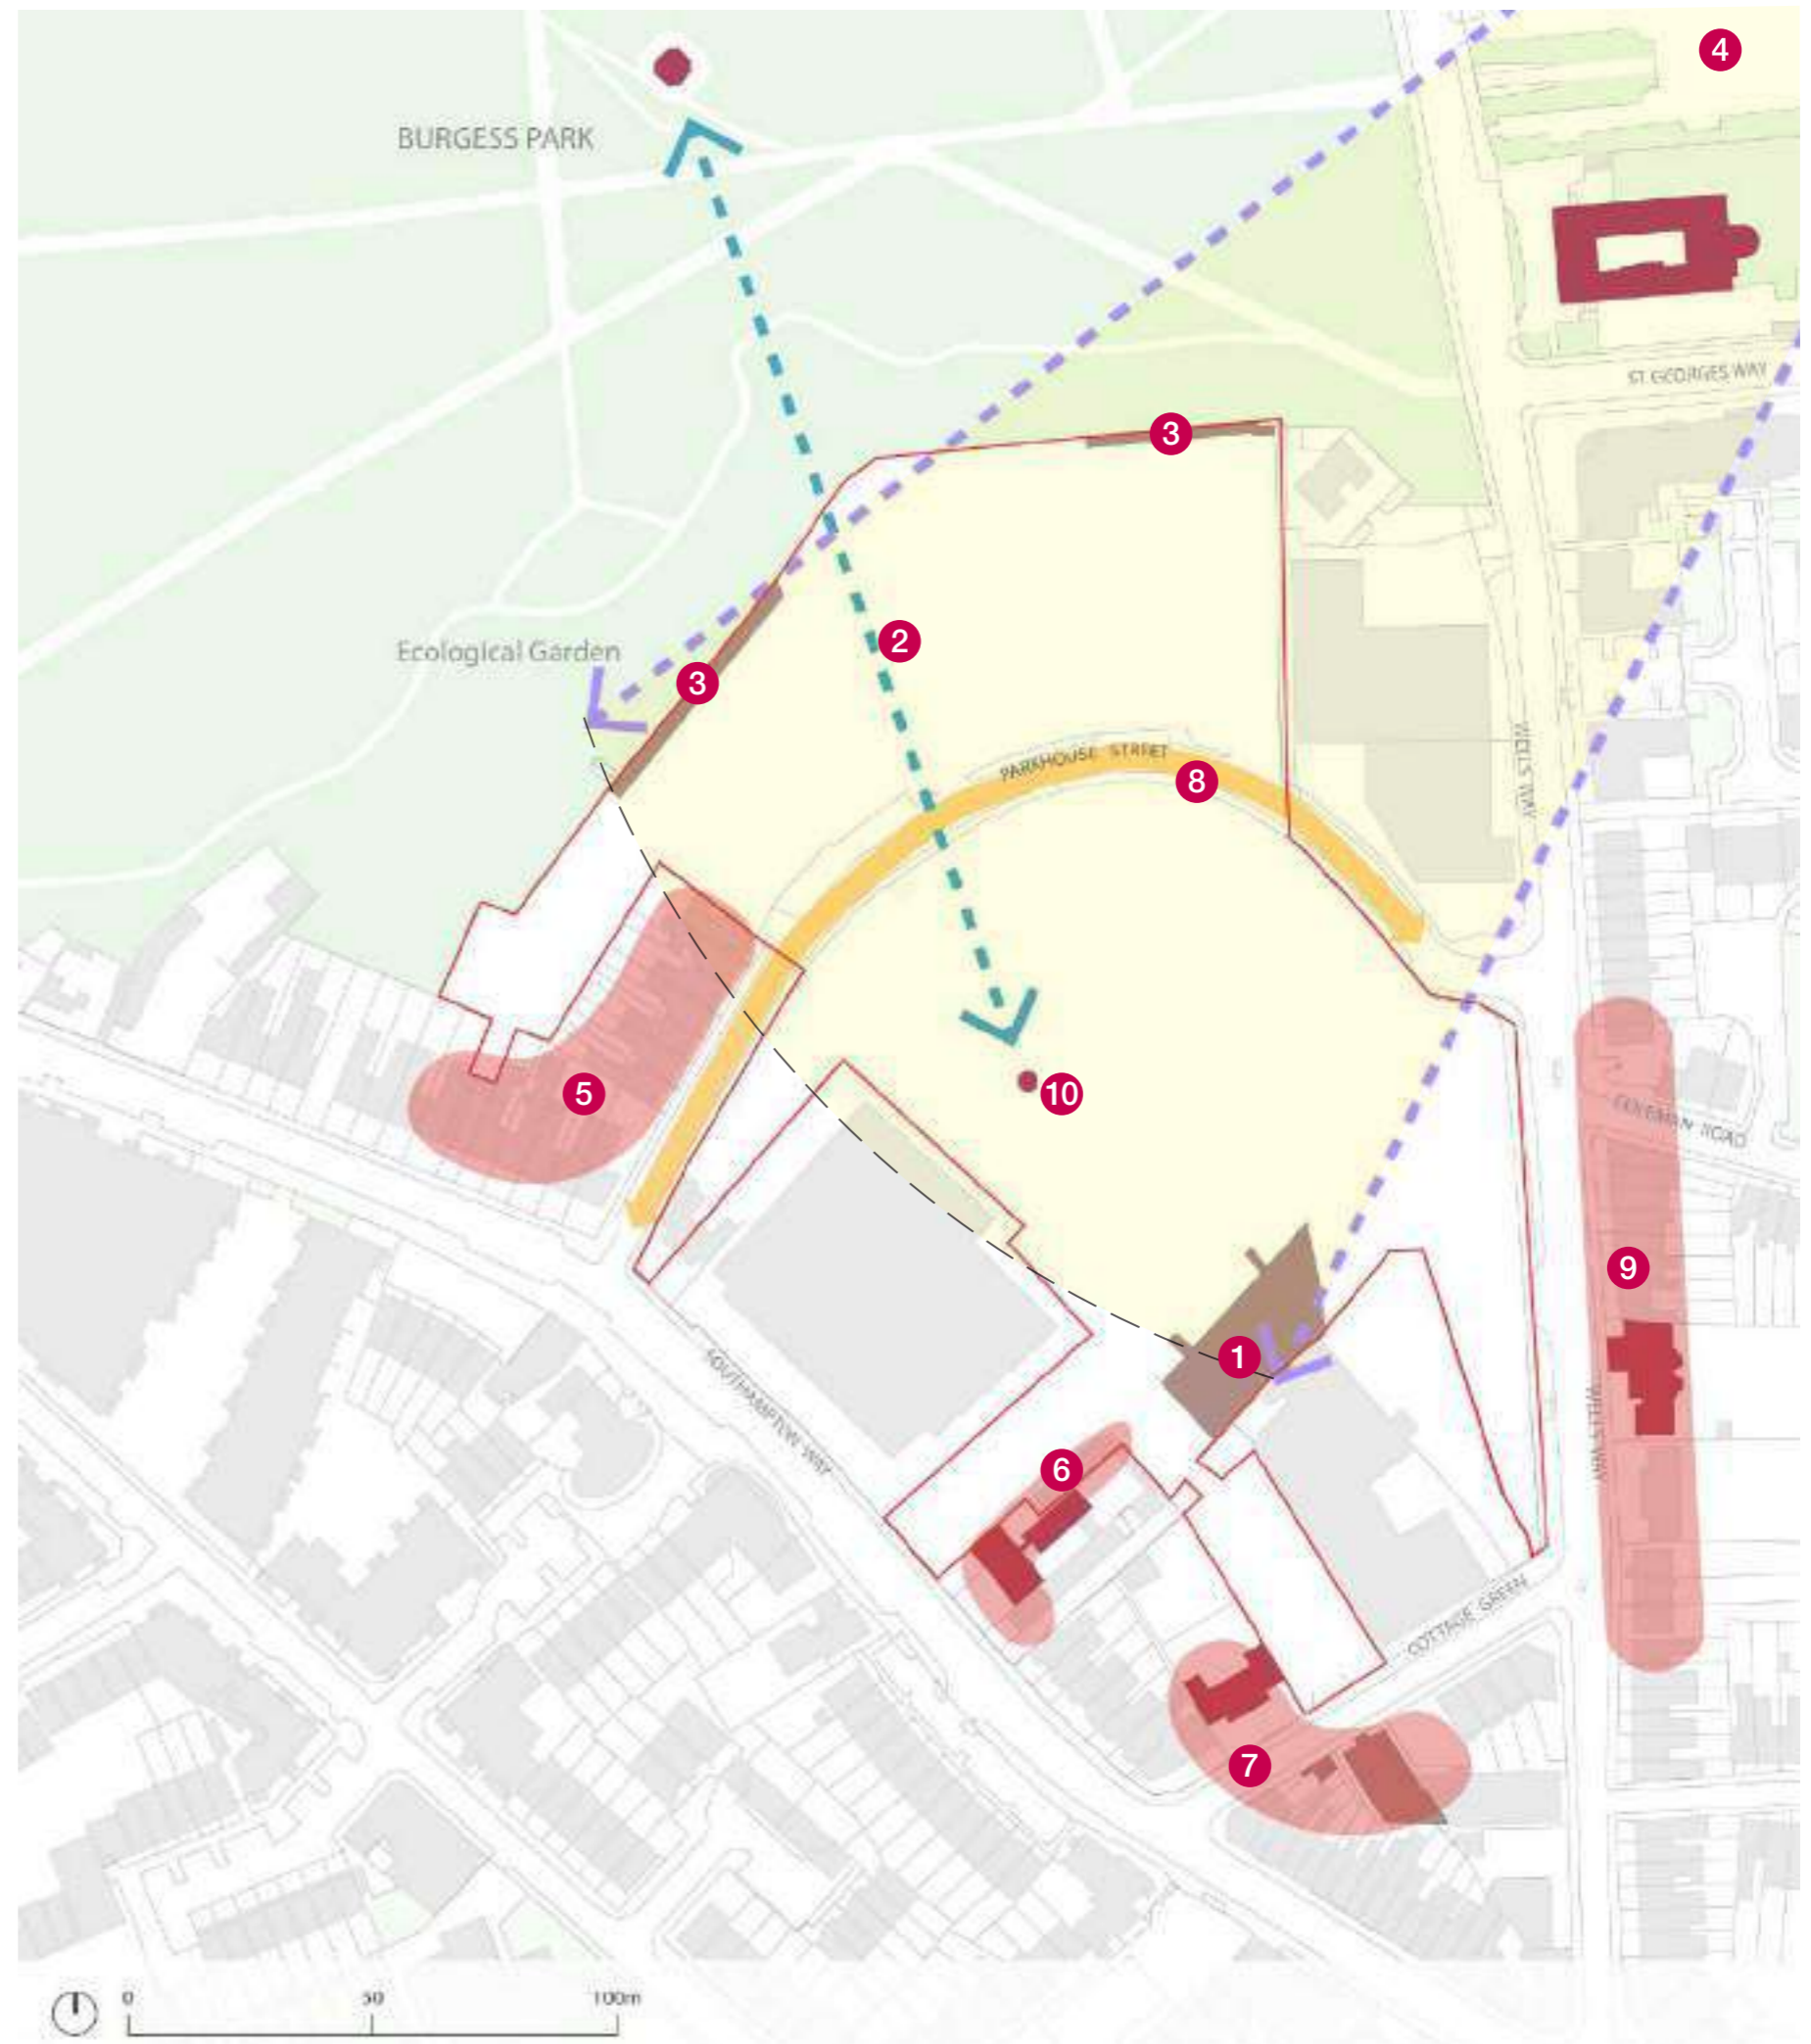 4
BURGESS PARK
ST GEORGES WAY
3
Ecological Garden
2
3
PARKHOUSE STREET
8
WELLS WAY
5
10
COLEMAN ROAD
9
1
SOUTHAMPTON WAY
WELLS WAY
6
COTTAGE GREEN
7
0 50 100m